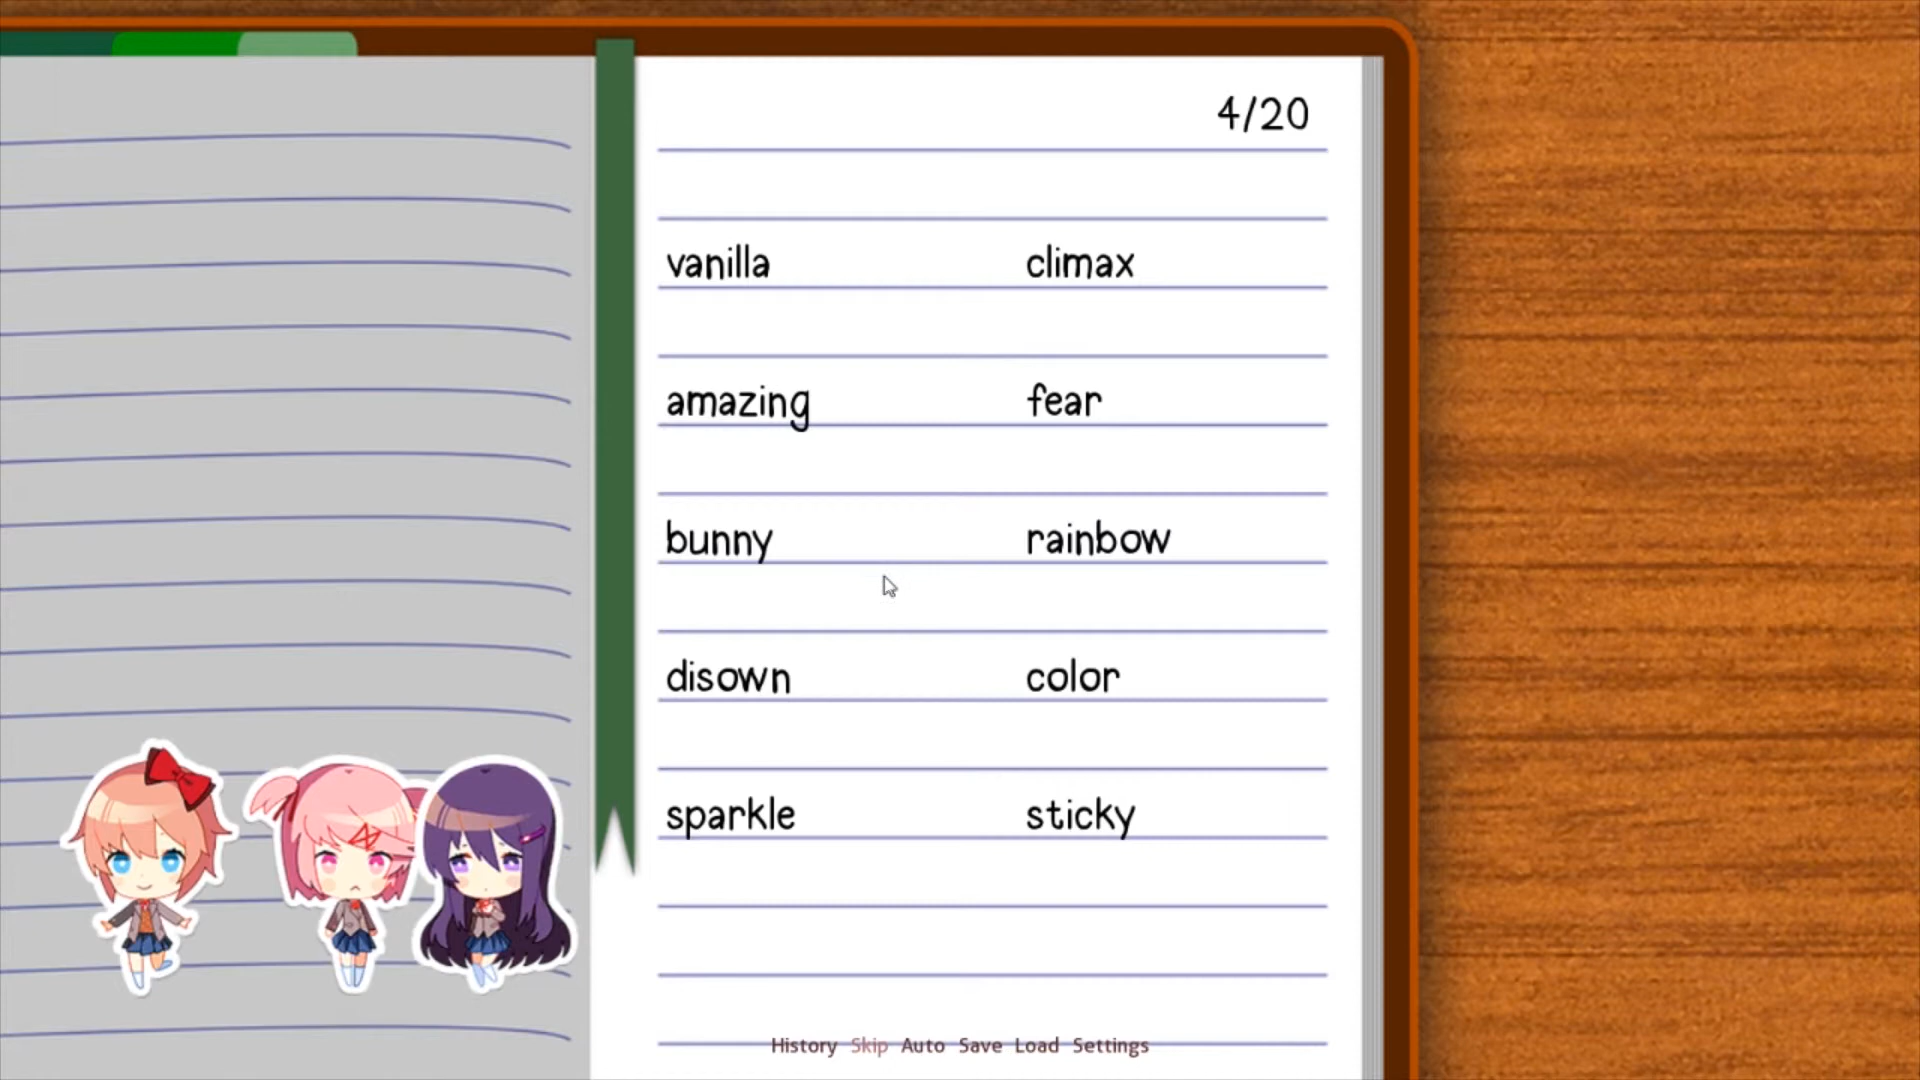 4/20
vanilla climax
amazing fear
bunny rainbow
disown color
sparkle sticky
History Skip Auto Save Load Settings